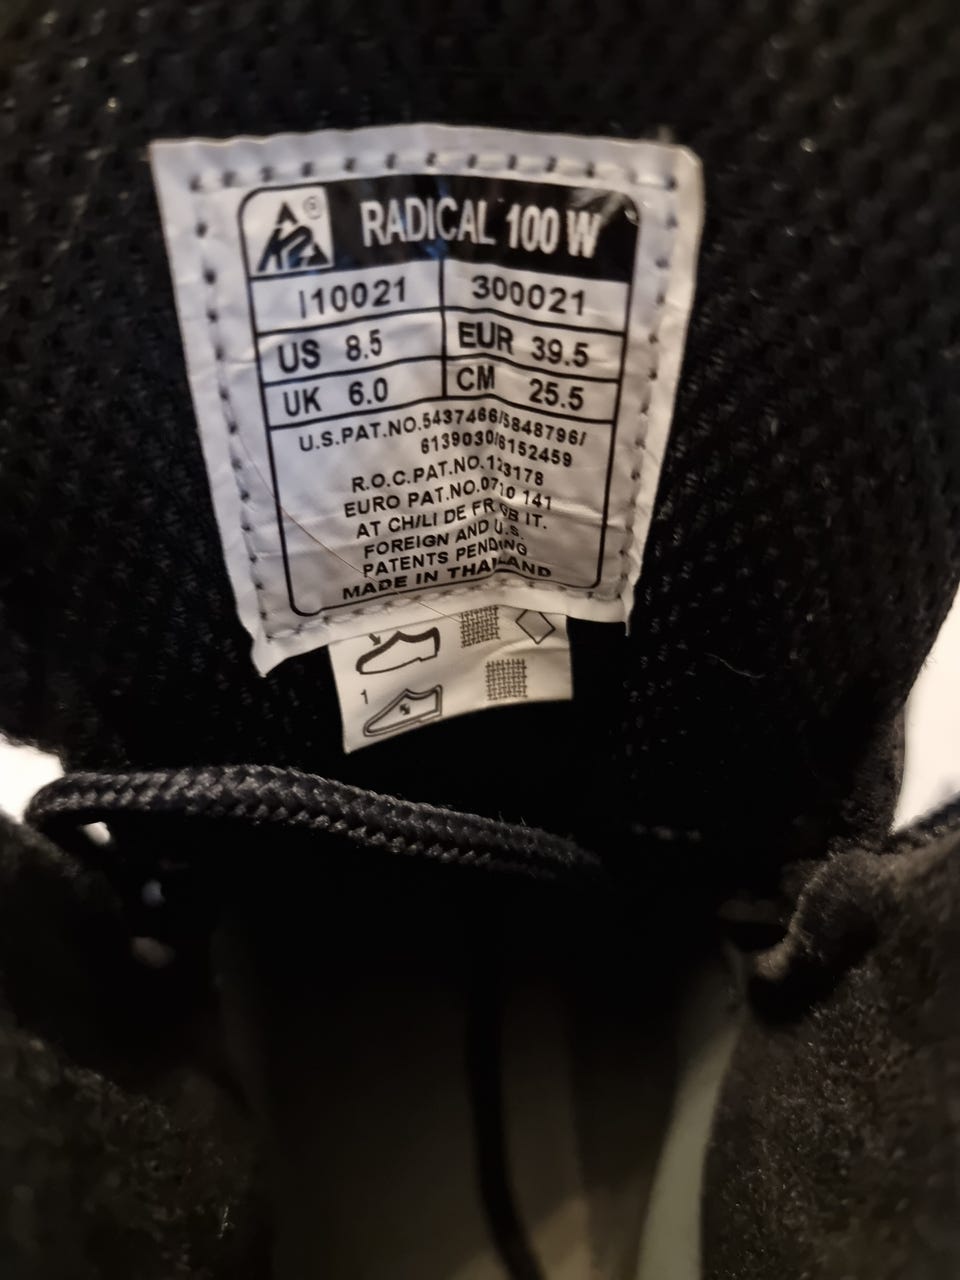 K2 ® RADICAL 100 W
I10021 300021
US 8.5 EUR 39.5
UK 6.0 CM 25.5
U.S.PAT.NO.5437466/5848796/
6139030/6152459
R.O.C.PAT.NO.123178
EURO PAT.NO.0710 141
AT CH/LI DE FR GB IT.
FOREIGN AND U.S.
PATENTS PENDING
MADE IN THAILAND
1